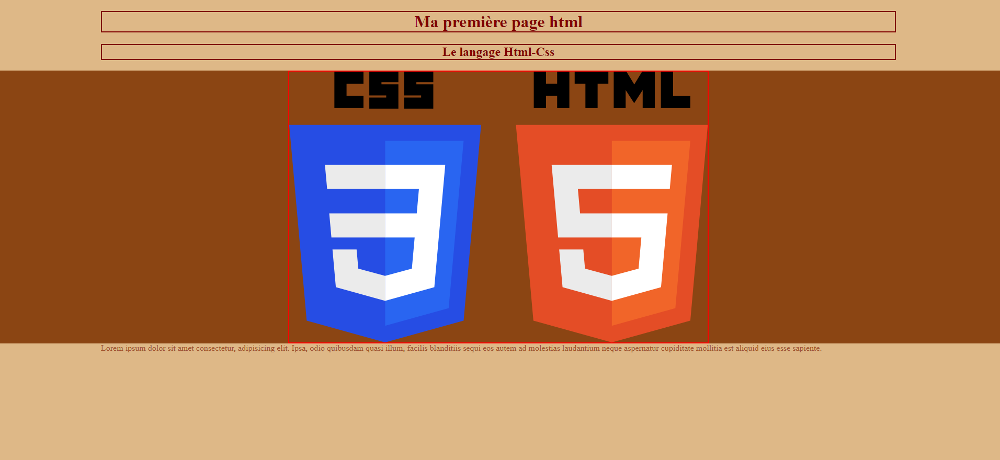 Ma première page html
Le langage Html-Css
CSS HTML
3 5
Lorem ipsum dolor sit amet consectetur, adipisicing elit. Ipsa, odio quibusdam quasi illum, facilis blanditiis sequi eos autem ad molestias laudantium neque aspernatur cupiditate mollitia est aliquid eius esse sapiente.